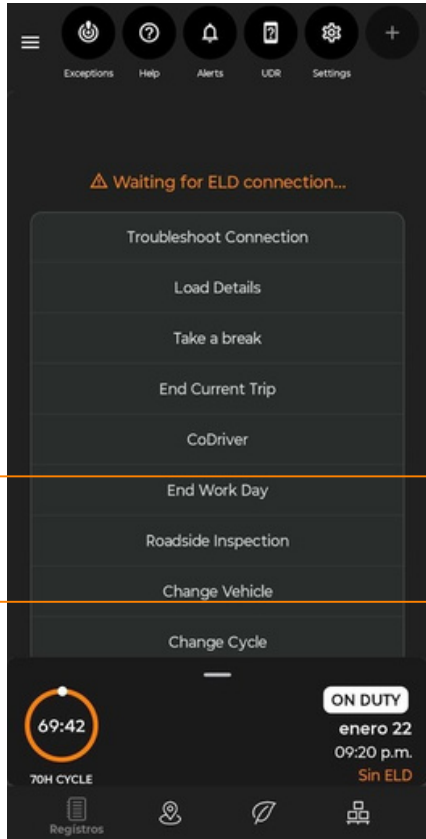 Exceptions Help Alerts UDR Settings
Waiting for ELD connection...
Troubleshoot Connection
Load Details
Take a break
End Current Trip
CoDriver
End Work Day
Roadside Inspection
Change Vehicle
Change Cycle
69:42
70H CYCLE
ON DUTY
enero 22
09:20 p.m.
Sin ELD
Registros